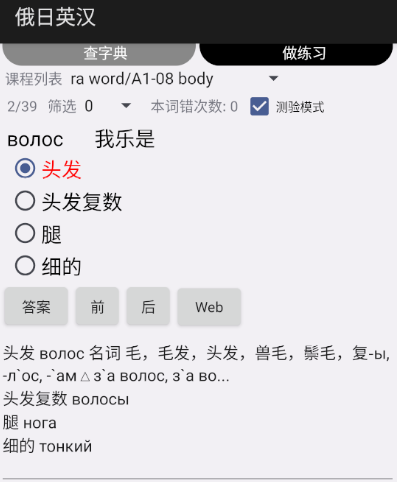 俄日英汉
查字典 做练习
课程列表 ra word/A1-08 body
2/39 筛选 0 本词错次数: 0 测验模式
волос 我乐是
头发
头发复数
腿
细的
答案 前 后 Web
头发 волос 名词 毛，毛发，头发，兽毛，鬃毛，复-ы,
-л`ос, -`ам △ з`а волос, з`а во...
头发复数 волосы
腿 нога
细的 тонкий